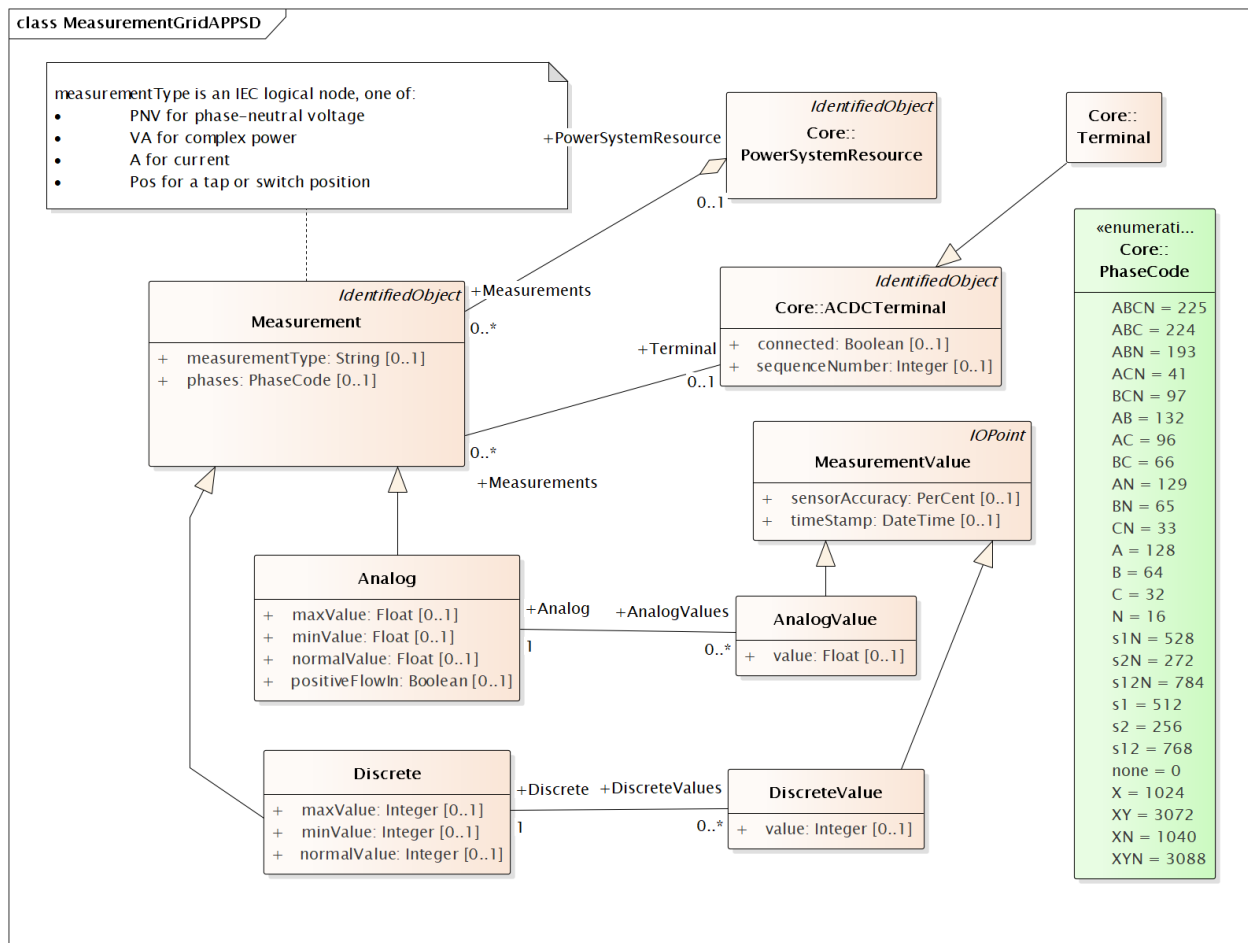 class MeasurementGridAPPSD
measurementType is an IEC logical node, one of:
• PNV for phase-neutral voltage
• VA for complex power
• A for current
• Pos for a tap or switch position
+PowerSystemResource
0..1
IdentifiedObject
Core::
PowerSystemResource
Core::
Terminal
IdentifiedObject
Measurement
+ measurementType: String [0..1]
+ phases: PhaseCode [0..1]
+Measurements
0..*
IdentifiedObject
Core::ACDCTerminal
+ connected: Boolean [0..1]
+ sequenceNumber: Integer [0..1]
+Terminal
0..1
0..*
+Measurements
IOPoint
MeasurementValue
+ sensorAccuracy: PerCent [0..1]
+ timeStamp: DateTime [0..1]
Analog
+ maxValue: Float [0..1]
+ minValue: Float [0..1]
+ normalValue: Float [0..1]
+ positiveFlowIn: Boolean [0..1]
+Analog
1
+AnalogValues
0..*
AnalogValue
+ value: Float [0..1]
Discrete
+ maxValue: Integer [0..1]
+ minValue: Integer [0..1]
+ normalValue: Integer [0..1]
+Discrete
1
+DiscreteValues
0..*
DiscreteValue
+ value: Integer [0..1]
«enumerati...
Core::
PhaseCode
ABCN = 225
ABC = 224
ABN = 193
ACN = 41
BCN = 97
AB = 132
AC = 96
BC = 66
AN = 129
BN = 65
CN = 33
A = 128
B = 64
C = 32
N = 16
s1N = 528
s2N = 272
s12N = 784
s1 = 512
s2 = 256
s12 = 768
none = 0
X = 1024
XY = 3072
XN = 1040
XYN = 3088